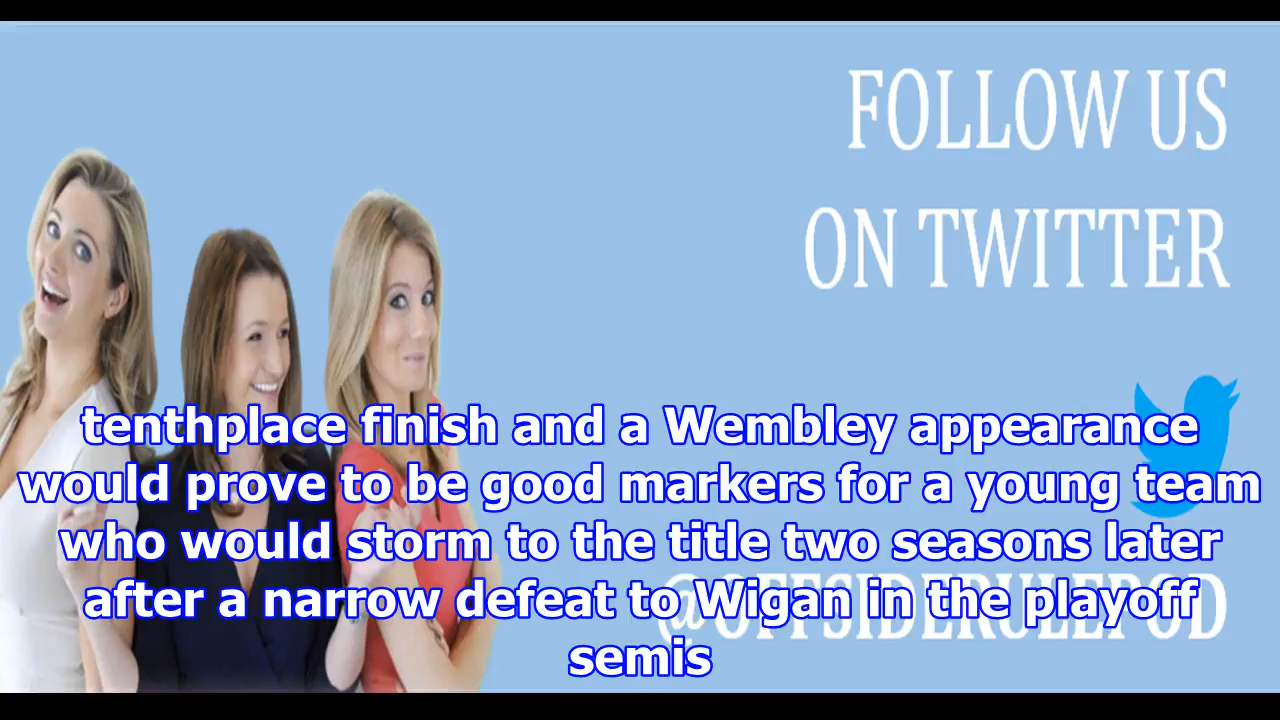 FOLLOW US
ON TWITTER
tenthplace finish and a Wembley appearance
would prove to be good markers for a young team
who would storm to the title two seasons later
after a narrow defeat to Wigan in the playoff
@OFFSIDERULEPOD
semis